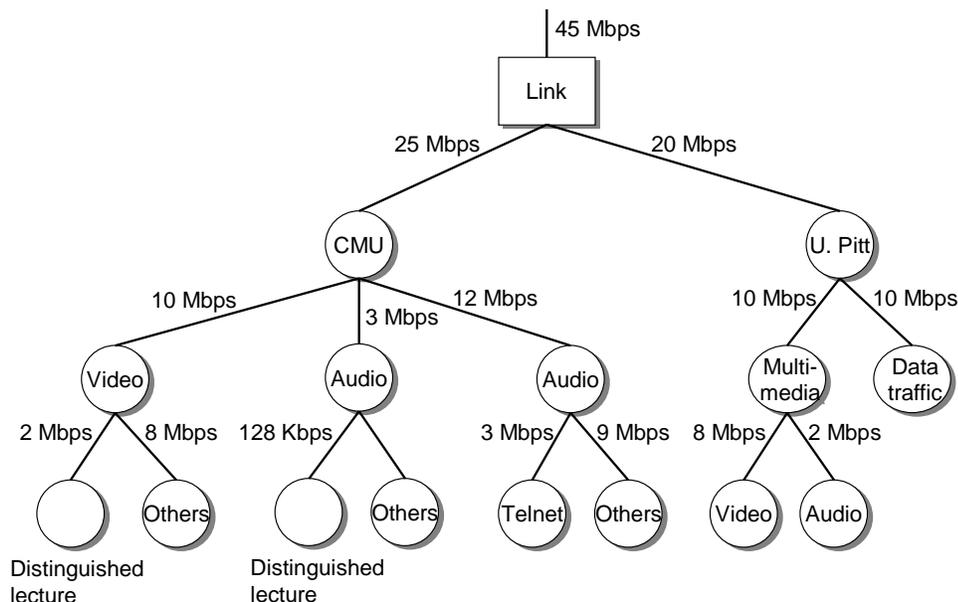 45 Mbps
Link
25 Mbps
20 Mbps
CMU
U. Pitt
10 Mbps
3 Mbps
12 Mbps
10 Mbps
10 Mbps
Video
Audio
Audio
Multi-
media
Data
traffic
2 Mbps
8 Mbps
128 Kbps
3 Mbps
9 Mbps
8 Mbps
2 Mbps
Others
Others
Telnet
Others
Video
Audio
Distinguished
lecture
Distinguished
lecture